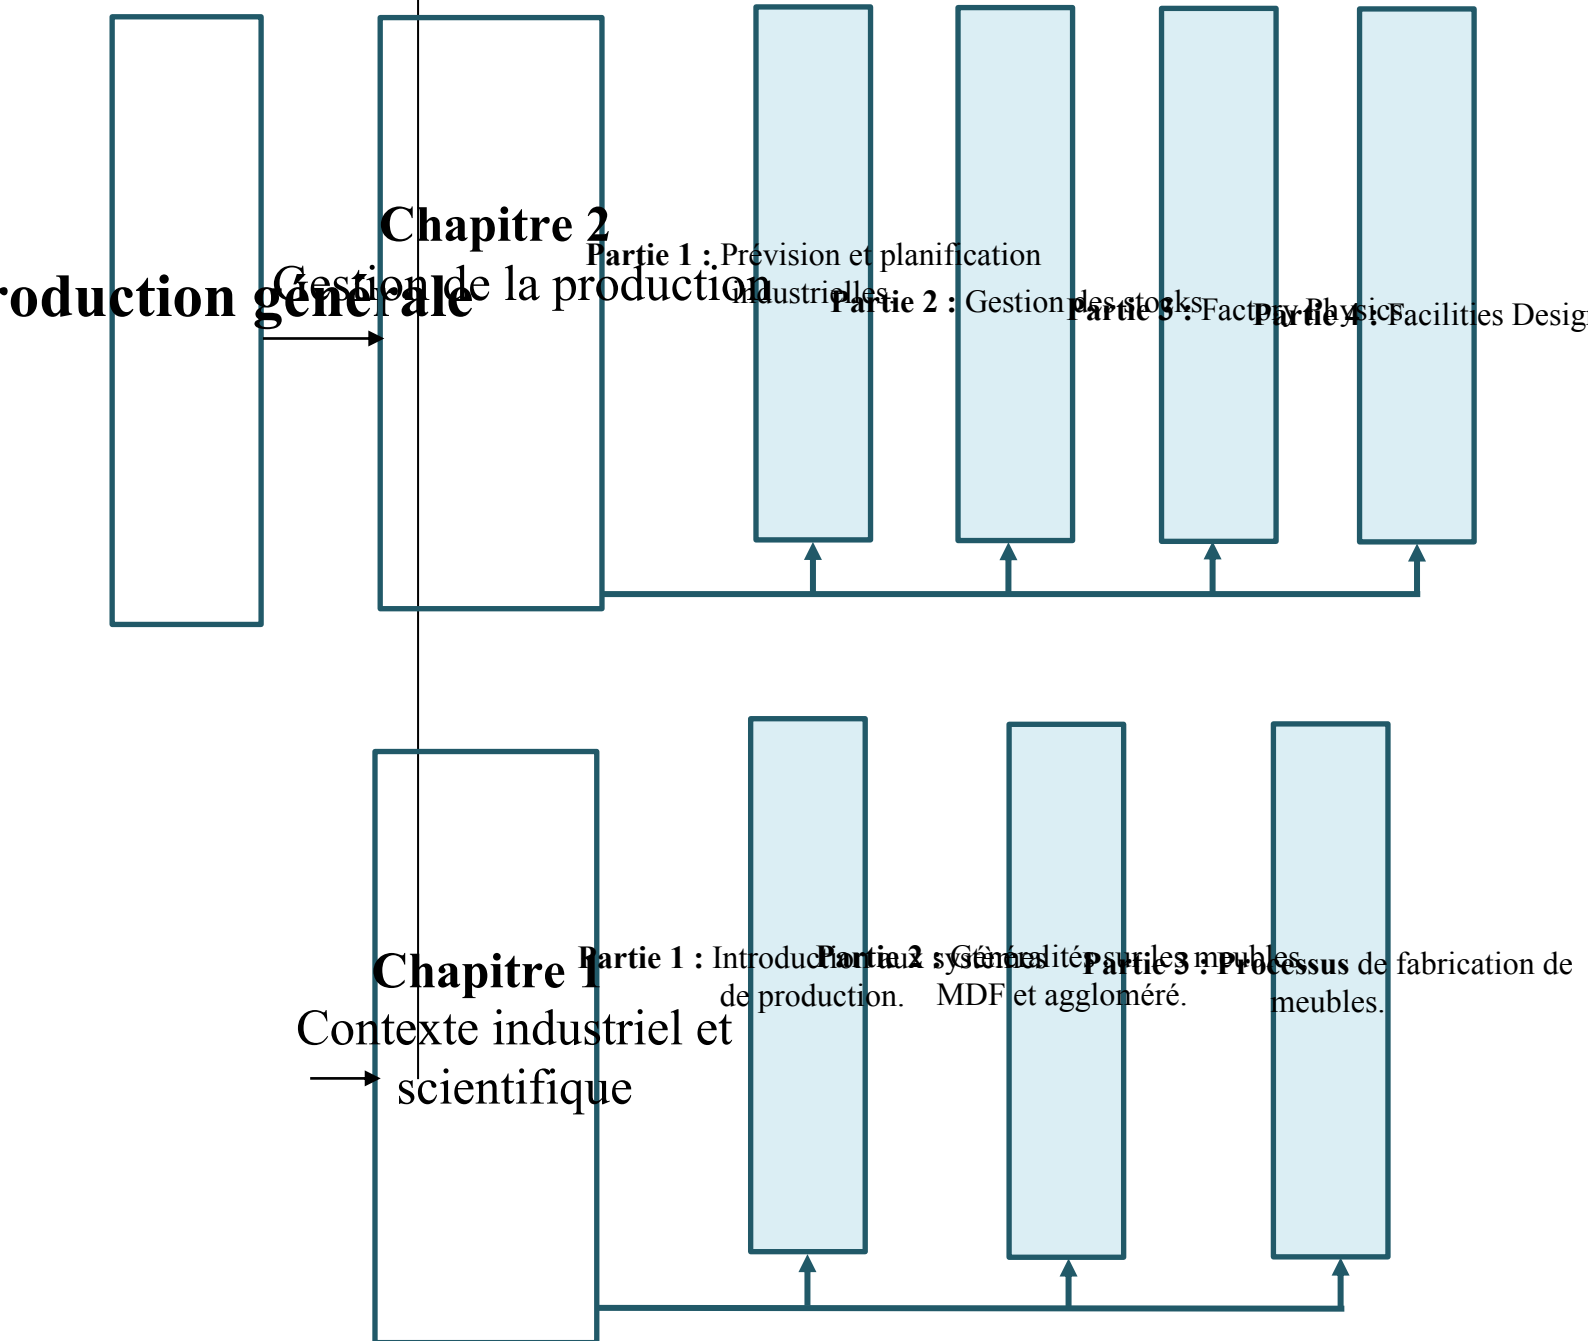 Chapitre 2
Gestion de la production
roduction générale
Partie 1 : Prévision et planification
industrielles.
Partie 2 : Gestion des stocks
Partie 3 : Factory Physics.
Partie 4 : Facilities Desig
Chapitre 1
Contexte industriel et
scientifique
Partie 1 : Introduction aux systèmes
de production.
Partie 2 : Généralités sur les meubles
MDF et aggloméré.
Partie 3 : Processus de fabrication de
meubles.